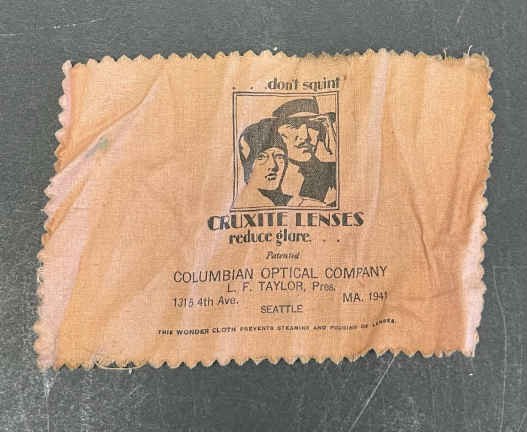 . . .don't squint
CRUXITE LENSES
reduce glare. . .
Patented
COLUMBIAN OPTICAL COMPANY
L. F. TAYLOR, Pres.
1315 4th Ave. MA. 1941
SEATTLE
THIS WONDER CLOTH PREVENTS STEAMING AND FOGGING OF LENSES.